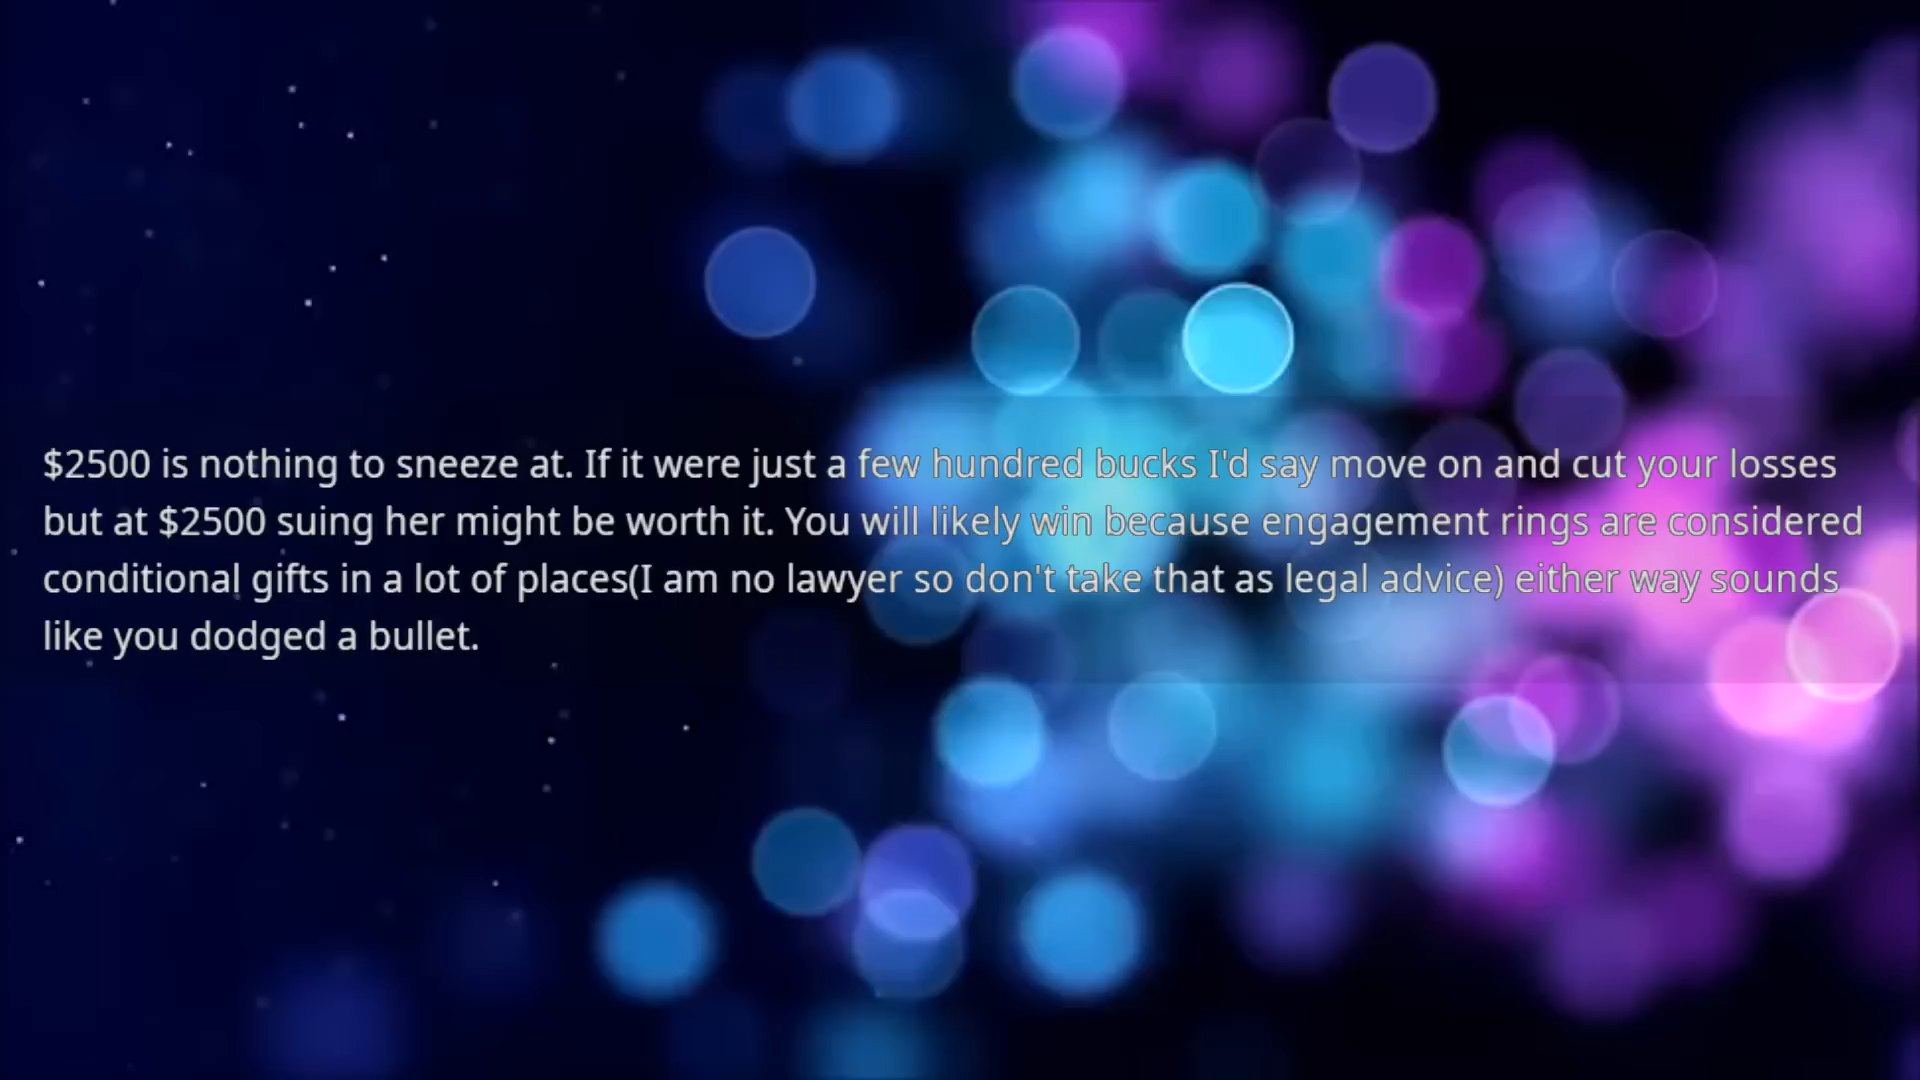 $2500 is nothing to sneeze at. If it were just a few hundred bucks I'd say move on and cut your losses
but at $2500 suing her might be worth it. You will likely win because engagement rings are considered
conditional gifts in a lot of places(I am no lawyer so don't take that as legal advice) either way sounds
like you dodged a bullet.